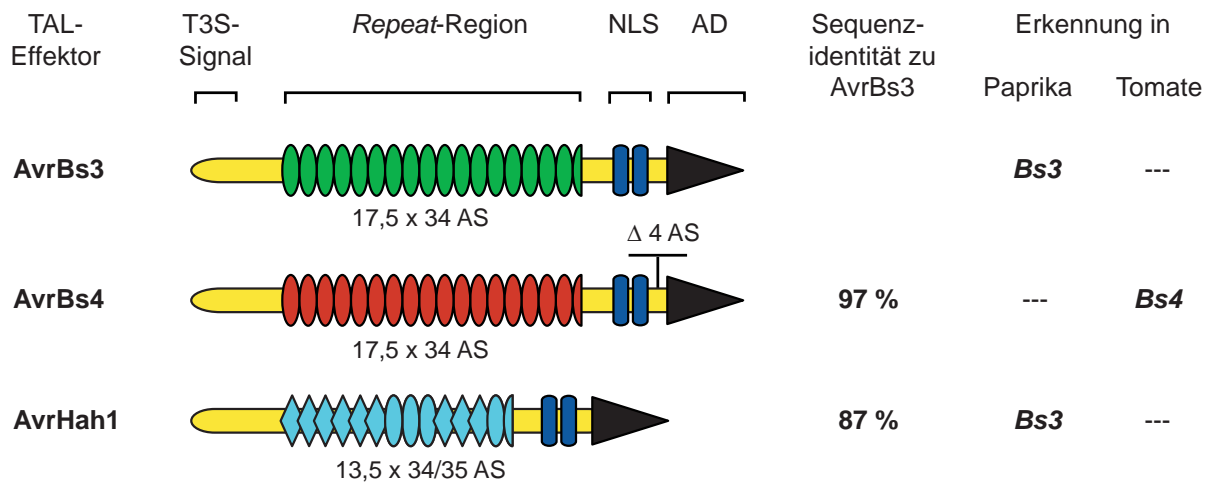 TAL- T3S- Repeat-Region NLS AD Sequenz- Erkennung in
Effektor Signal identität zu
AvrBs3 Paprika Tomate
AvrBs3 Bs3 ---
17,5 x 34 AS
Δ 4 AS
AvrBs4 97 % --- Bs4
17,5 x 34 AS
AvrHah1 87 % Bs3 ---
13,5 x 34/35 AS